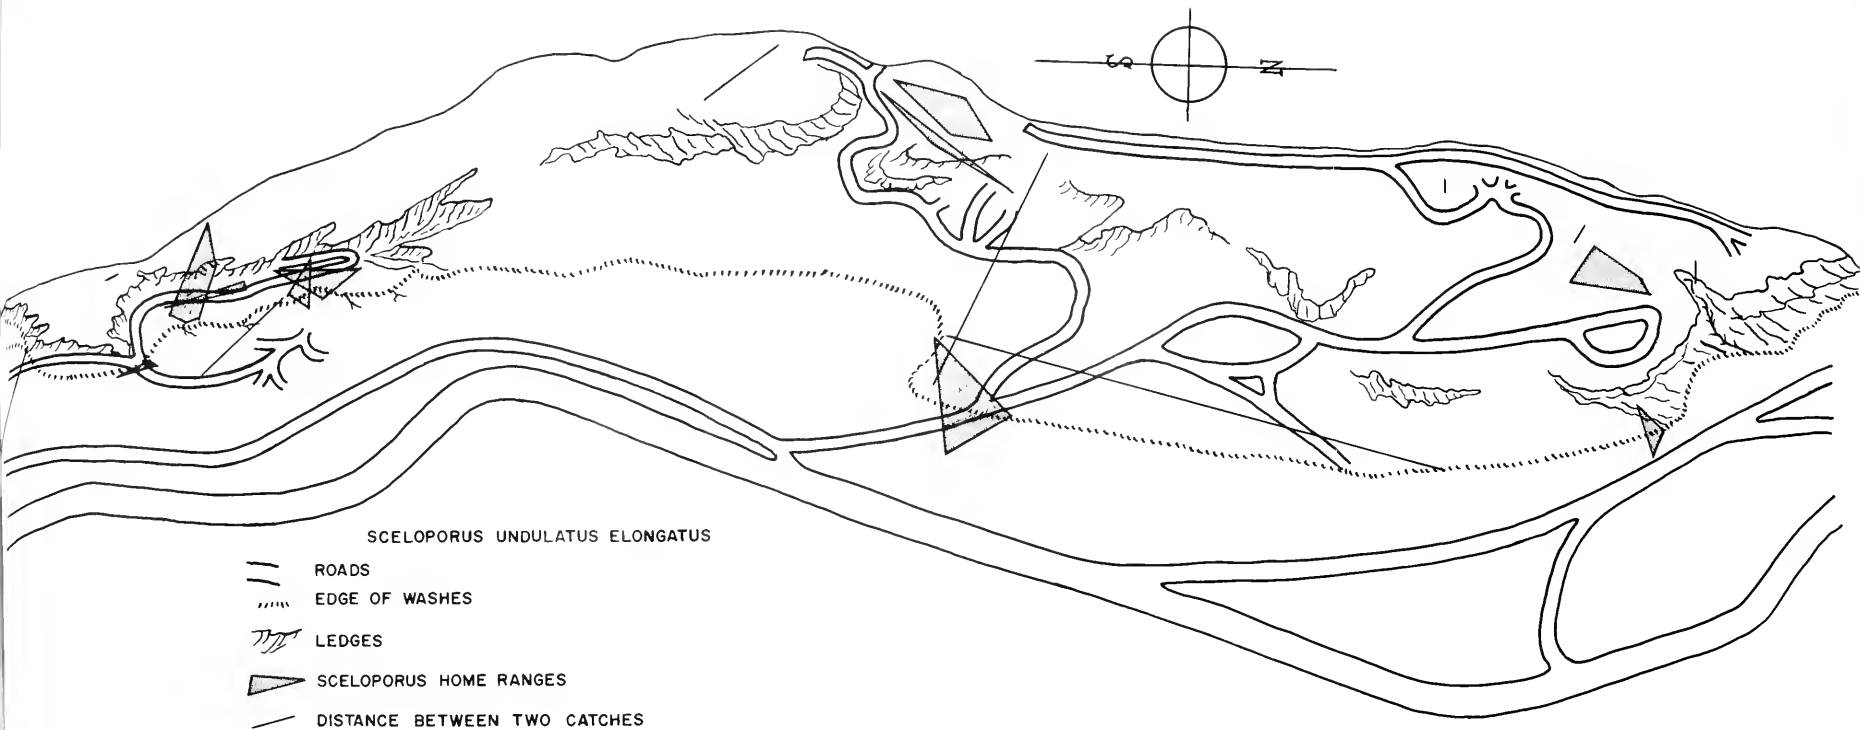 S N
SCELOPORUS UNDULATUS ELONGATUS
ROADS
EDGE OF WASHES
LEDGES
SCELOPORUS HOME RANGES
DISTANCE BETWEEN TWO CATCHES